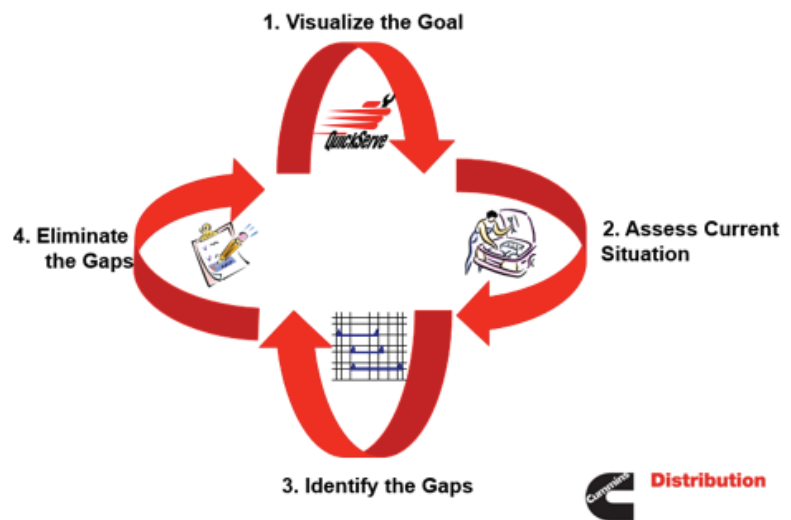 1. Visualize the Goal
QuickServe
2. Assess Current
Situation
4. Eliminate
the Gaps
3. Identify the Gaps
Cummins
Distribution